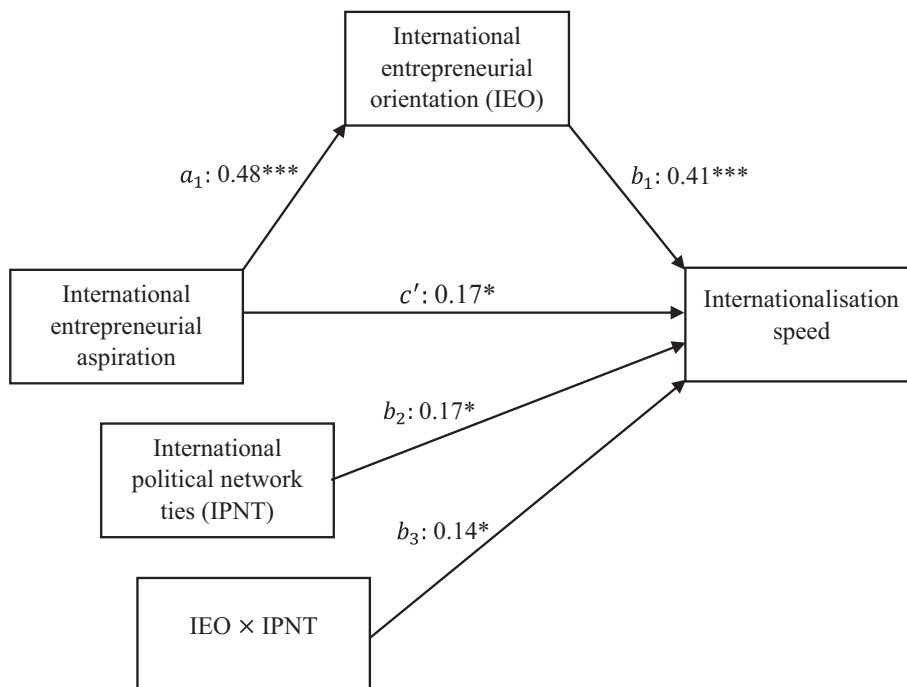 International
entrepreneurial
orientation (IEO)
a₁: 0.48***
b₁: 0.41***
International
entrepreneurial
aspiration
c′: 0.17*
Internationalisation
speed
b₂: 0.17*
International
political network
ties (IPNT)
b₃: 0.14*
IEO × IPNT